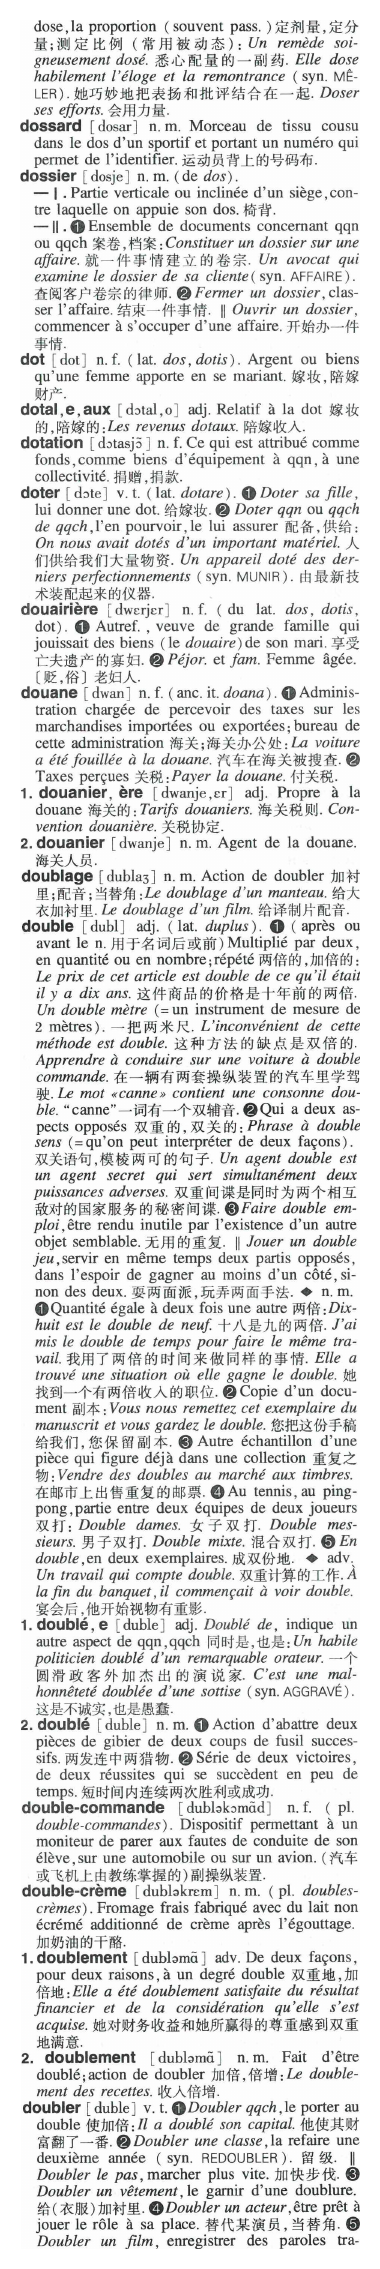 dose, la proportion (souvent pass.) 定剂量,定分
量;测定比例 (常用被动态): Un remède soi-
gneusement dosé. 悉心配量的一副药. Elle dose
habilement l'éloge et la remontrance (syn. MÊ-
LER). 她巧妙地把表扬和批评结合在一起. Doser
ses efforts. 会用力量.
dossard [dosar] n. m. Morceau de tissu cousu
dans le dos d'un sportif et portant un numéro qui
permet de l'identifier. 运动员背上的号码布.
dossier [dosje] n. m. (de dos).
— I. Partie verticale ou inclinée d'un siège, con-
tre laquelle on appuie son dos. 椅背.
— II. ❶ Ensemble de documents concernant qqn
ou qqch 案卷,档案: Constituer un dossier sur une
affaire. 就一件事情建立的卷宗. Un avocat qui
examine le dossier de sa cliente (syn. AFFAIRE).
查阅客户卷宗的律师. ❷ Fermer un dossier, clas-
ser l'affaire. 结束一件事情. ‖ Ouvrir un dossier,
commencer à s'occuper d'une affaire. 开始办一件
事情.
dot [dot] n. f. (lat. dos, dotis). Argent ou biens
qu'une femme apporte en se mariant. 嫁妆,陪嫁
财产.
dotal, e, aux [dɔtal,o] adj. Relatif à la dot 嫁妆
的,陪嫁的: Les revenus dotaux. 陪嫁收入.
dotation [dɔtasjɔ̃] n. f. Ce qui est attribué comme
fonds, comme biens d'équipement à qqn, à une
collectivité. 捐赠,捐款.
doter [dɔte] v. t. (lat. dotare). ❶ Doter sa fille,
lui donner une dot. 给嫁妆. ❷ Doter qqn ou qqch
de qqch, l'en pourvoir, le lui assurer 配备,供给:
On nous avait dotés d'un important matériel. 人
们供给我们大量物资. Un appareil doté des der-
niers perfectionnements (syn. MUNIR). 由最新技
术装配起来的仪器.
douairière [dwɛrjɛr] n. f. (du lat. dos, dotis,
dot). ❶ Autref., veuve de grande famille qui
jouissait des biens (le douaire) de son mari. 享受
亡夫遗产的寡妇. ❷ Péjor. et fam. Femme âgée.
[贬,俗] 老妇人.
douane [dwan] n. f. (anc. it. doana). ❶ Adminis-
tration chargée de percevoir des taxes sur les
marchandises importées ou exportées; bureau de
cette administration 海关;海关办公处: La voiture
a été fouillée à la douane. 汽车在海关被搜查. ❷
Taxes perçues 关税: Payer la douane. 付关税.
1. douanier, ère [dwanje,ɛr] adj. Propre à la
douane 海关的: Tarifs douaniers. 海关税则. Con-
vention douanière. 关税协定.
2. douanier [dwanje] n. m. Agent de la douane.
海关人员.
doublage [dublaʒ] n. m. Action de doubler 加衬
里;配音;当替角: Le doublage d'un manteau. 给大
衣加衬里. Le doublage d'un film. 给译制片配音.
double [dubl] adj. (lat. duplus). ❶ (après ou
avant le n. 用于名词后或前) Multiplié par deux,
en quantité ou en nombre; répété 两倍的,加倍的:
Le prix de cet article est double de ce qu'il était
il y a dix ans. 这件商品的价格是十年前的两倍.
Un double mètre (= un instrument de mesure de
2 mètres). 一把两米尺. L'inconvénient de cette
méthode est double. 这种方法的缺点是双倍的.
Apprendre à conduire sur une voiture à double
commande. 在一辆有两套操纵装置的汽车里学驾
驶. Le mot «canne» contient une consonne dou-
ble. “canne”一词有一个双辅音. ❷ Qui a deux as-
pects opposés 双重的,双关的: Phrase à double
sens (= qu'on peut interpréter de deux façons).
双关语句,模棱两可的句子. Un agent double est
un agent secret qui sert simultanément deux
puissances adverses. 双重间谍是同时为两个相互
敌对的国家服务的秘密间谍. ❸ Faire double em-
ploi, être rendu inutile par l'existence d'un autre
objet semblable. 无用的重复. ‖ Jouer un double
jeu, servir en même temps deux partis opposés,
dans l'espoir de gagner au moins d'un côté, si-
non des deux. 耍两面派,玩弄两面手法. ◆ n. m.
❶ Quantité égale à deux fois une autre 两倍: Dix-
huit est le double de neuf. 十八是九的两倍. J'ai
mis le double de temps pour faire le même tra-
vail. 我用了两倍的时间来做同样的事情. Elle a
trouvé une situation où elle gagne le double. 她
找到一个有两倍收入的职位. ❷ Copie d'un docu-
ment 副本: Vous nous remettez cet exemplaire du
manuscrit et vous gardez le double. 您把这份手稿
给我们,您保留副本. ❸ Autre échantillon d'une
pièce qui figure déjà dans une collection 重复之
物: Vendre des doubles au marché aux timbres.
在邮市上出售重复的邮票. ❹ Au tennis, au ping-
pong, partie entre deux équipes de deux joueurs
双打: Double dames. 女子双打. Double mes-
sieurs. 男子双打. Double mixte. 混合双打. ❺ En
double, en deux exemplaires. 成双份地. ◆ adv.
Un travail qui compte double. 双重计算的工作. À
la fin du banquet, il commençait à voir double.
宴会后,他开始视物有重影.
1. doublé, e [duble] adj. Doublé de, indique un
autre aspect de qqn, qqch 同时是,也是: Un habile
politicien doublé d'un remarquable orateur. 一个
圆滑政客外加杰出的演说家. C'est une mal-
honnêteté doublée d'une sottise (syn. AGGRAVÉ).
这是不诚实,也是愚蠢.
2. doublé [duble] n. m. ❶ Action d'abattre deux
pièces de gibier de deux coups de fusil succes-
sifs. 两发连中两猎物. ❷ Série de deux victoires,
de deux réussites qui se succèdent en peu de
temps. 短时间内连续两次胜利或成功.
double-commande [dubləkɔmɑ̃d] n. f. (pl.
double-commandes). Dispositif permettant à un
moniteur de parer aux fautes de conduite de son
élève, sur une automobile ou sur un avion. (汽车
或飞机上由教练掌握的)副操纵装置.
double-crème [dubləkrɛm] n. m. (pl. doubles-
crèmes). Fromage frais fabriqué avec du lait non
écrémé additionné de crème après l'égouttage.
加奶油的干酪.
1. doublement [dubləmɑ̃] adv. De deux façons,
pour deux raisons, à un degré double 双重地,加
倍地: Elle a été doublement satisfaite du résultat
financier et de la considération qu'elle s'est
acquise. 她对财务收益和她所赢得的尊重感到双重
地满意.
2. doublement [dubləmɑ̃] n. m. Fait d'être
doublé; action de doubler 加倍,倍增: Le double-
ment des recettes. 收入倍增.
doubler [duble] v. t. ❶ Doubler qqch, le porter au
double 使加倍: Il a doublé son capital. 他使其财
富翻了一番. ❷ Doubler une classe, la refaire une
deuxième année (syn. REDOUBLER). 留级. ‖
Doubler le pas, marcher plus vite. 加快步伐. ❸
Doubler un vêtement, le garnir d'une doublure.
给(衣服)加衬里. ❹ Doubler un acteur, être prêt à
jouer le rôle à sa place. 替代某演员,当替角. ❺
Doubler un film, enregistrer des paroles tra-